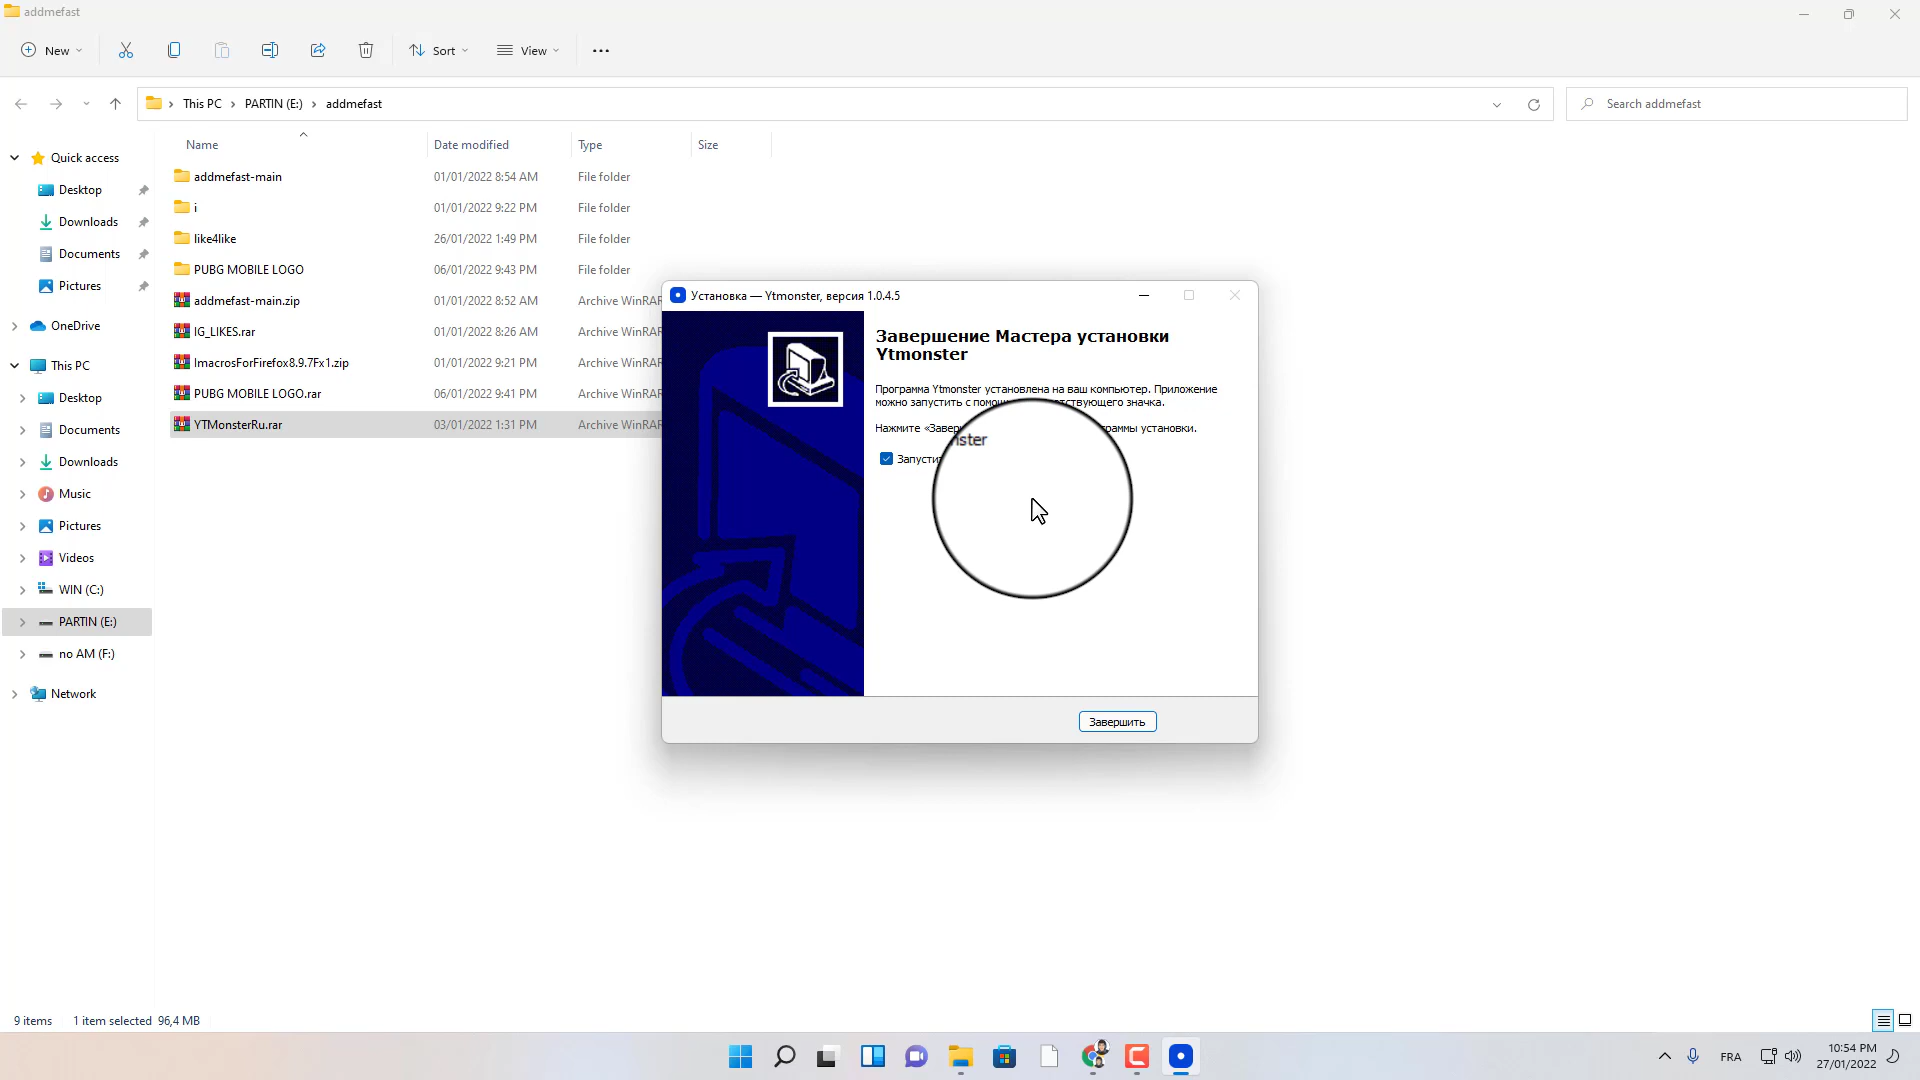 addmefast
New
Sort
View
This PC
PARTIN (E:)
addmefast
Search addmefast
Name
Date modified
Type
Size
Quick access
Desktop
Downloads
Documents
Pictures
OneDrive
This PC
Desktop
Documents
Downloads
Music
Pictures
Videos
WIN (C:)
PARTIN (E:)
no AM (F:)
Network
addmefast-main 01/01/2022 8:54 AM File folder
i 01/01/2022 9:22 PM File folder
like4like 26/01/2022 1:49 PM File folder
PUBG MOBILE LOGO 06/01/2022 9:43 PM File folder
addmefast-main.zip 01/01/2022 8:52 AM Archive WinRAR
IG_LIKES.rar 01/01/2022 8:26 AM Archive WinRAR
ImacrosForFirefox8.9.7Fx1.zip 01/01/2022 9:21 PM Archive WinRAR
PUBG MOBILE LOGO.rar 06/01/2022 9:41 PM Archive WinRAR
YTMonsterRu.rar 03/01/2022 1:31 PM Archive WinRAR
Установка — Ytmonster, версия 1.0.4.5
Завершение Мастера установки
Ytmonster
Программа Ytmonster установлена на ваш компьютер. Приложение
можно запустить с значка.
Нажмите установки.
nster
Завершить
9 items
1 item selected 96,4 MB
FRA
10:54 PM
27/01/2022